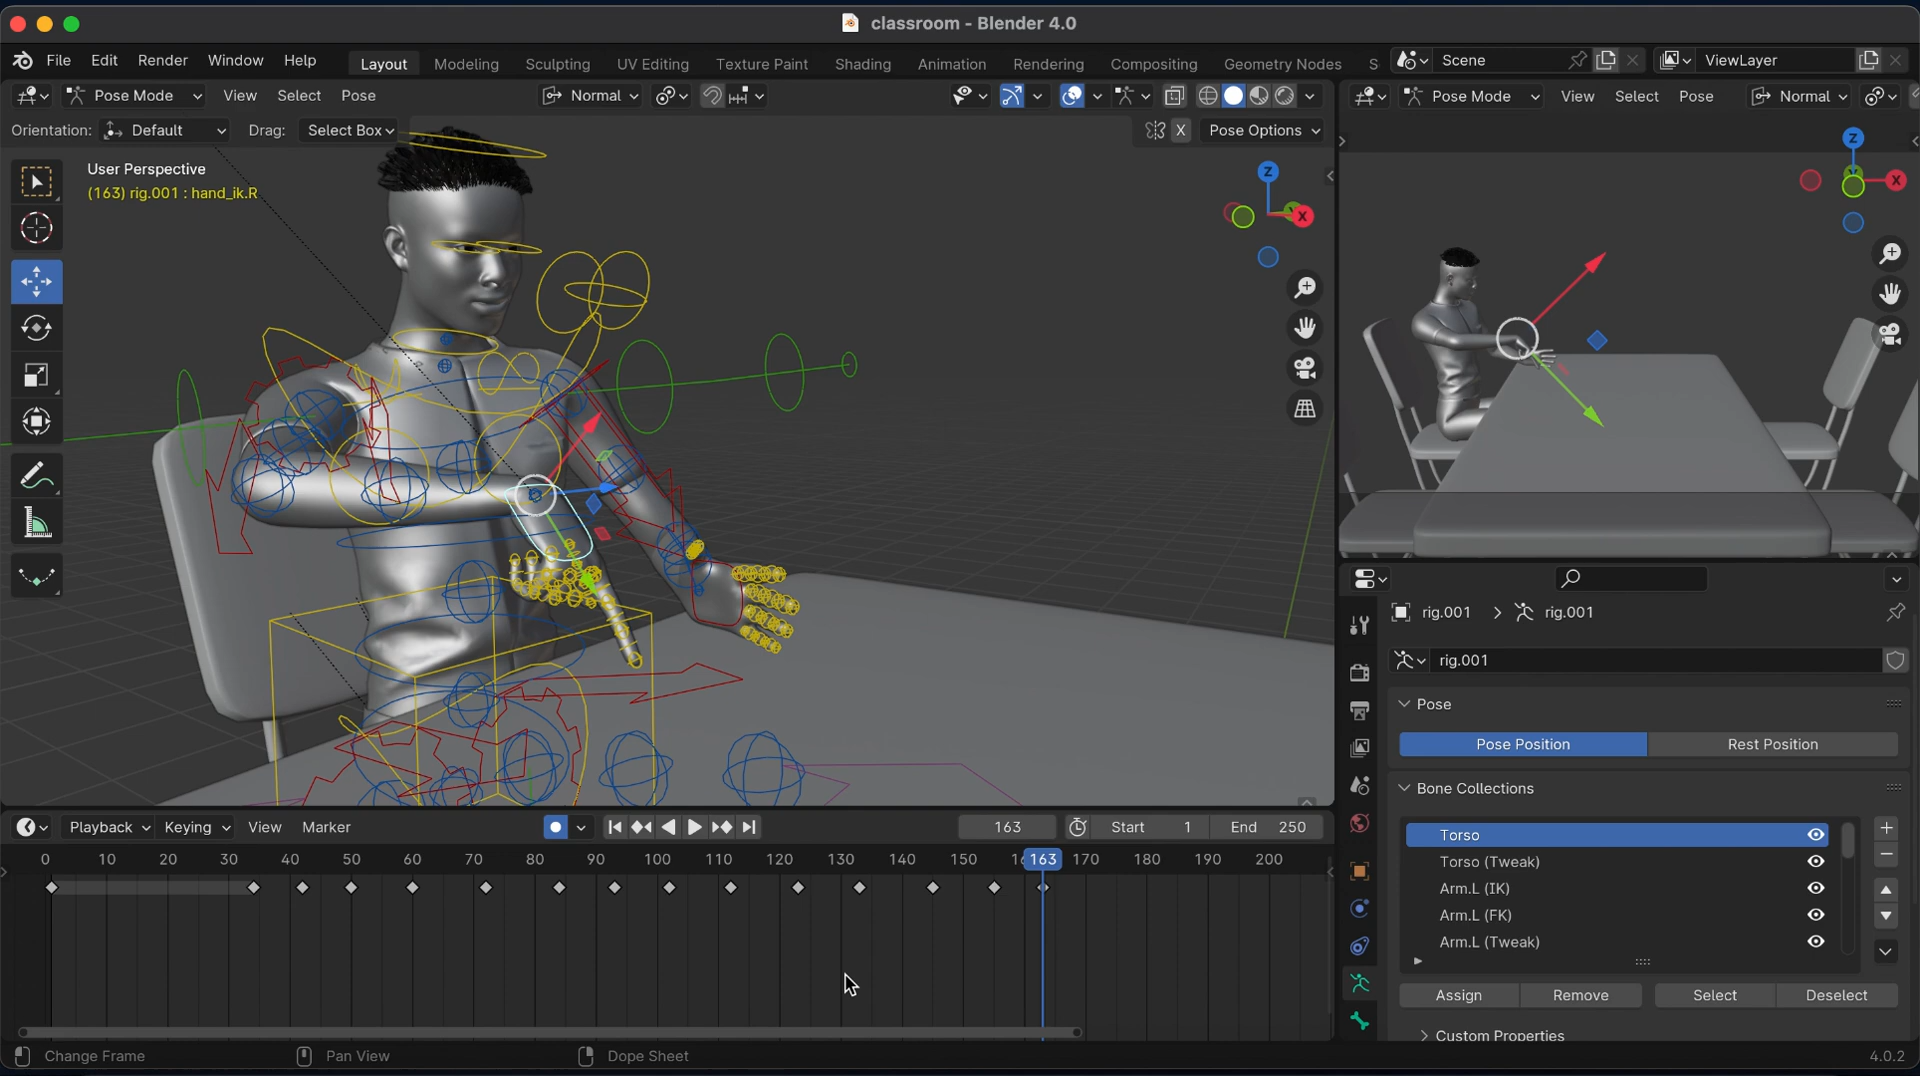 classroom - Blender 4.0
File Edit Render Window Help Layout Modeling Sculpting UV Editing Texture Paint Shading Animation Rendering Compositing Geometry Nodes S Scene ViewLayer
Pose Mode View Select Pose Normal
Pose Mode View Select Pose Normal
Orientation: Default Drag: Select Box X Pose Options
User Perspective
(163) rig.001 : hand_ik.R
Z
X
Z
X
rig.001 > rig.001
rig.001
Pose
Pose Position Rest Position
Bone Collections
Torso
Torso (Tweak)
Arm.L (IK)
Arm.L (FK)
Arm.L (Tweak)
Assign Remove Select Deselect
Custom Properties
Playback Keying View Marker 163 Start 1 End 250
0 10 20 30 40 50 60 70 80 90 100 110 120 130 140 150 163 170 180 190 200
Change Frame Pan View Dope Sheet 4.0.2